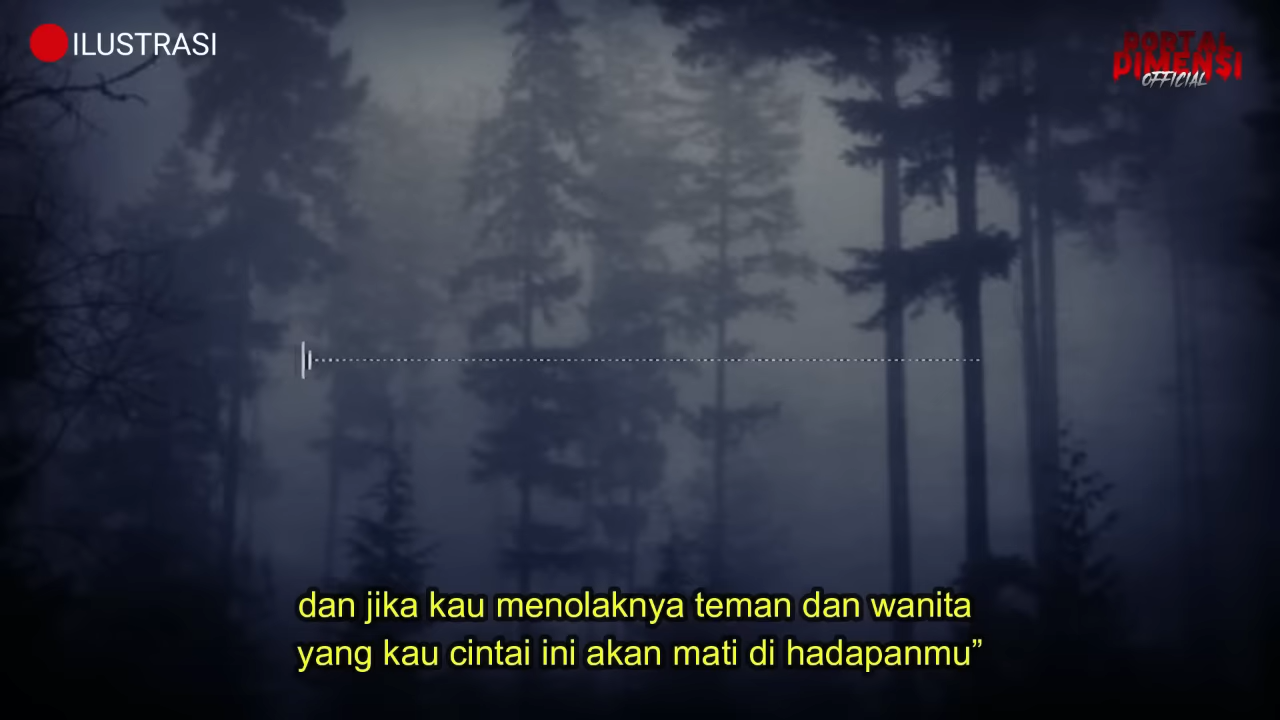 ILUSTRASI
PORTAL
DIMENSI
OFFICIAL
dan jika kau menolaknya teman dan wanita
yang kau cintai ini akan mati di hadapanmu”